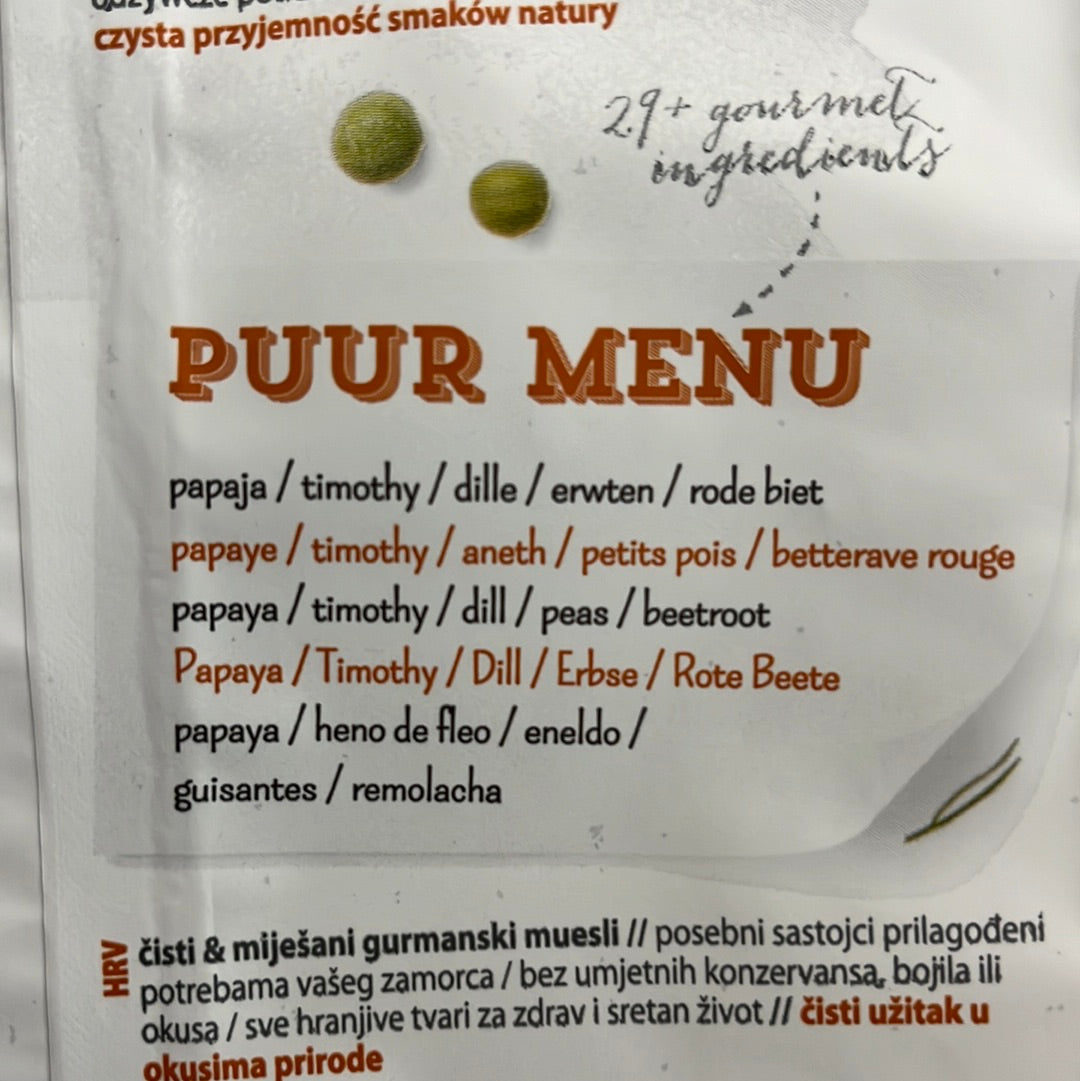 czysta przyjemność smaków natury
29+ gourmet
ingredients
PUUR MENU
papaja / timothy / dille / erwten / rode biet
papaye / timothy / aneth / petits pois / betterave rouge
papaya / timothy / dill / peas / beetroot
Papaya / Timothy / Dill / Erbse / Rote Beete
papaya / heno de fleo / eneldo /
guisantes / remolacha
HRV
čisti & miješani gurmanski muesli // posebni sastojci prilagođeni
potrebama vašeg zamorca / bez umjetnih konzervansa, bojila ili
okusa / sve hranjive tvari za zdrav i sretan život // čisti užitak u
okusima prirode